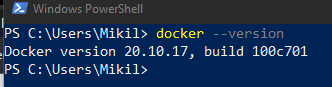 Windows PowerShell
PS C:\Users\Mikil> docker --version
Docker version 20.10.17, build 100c701
PS C:\Users\Mikil>